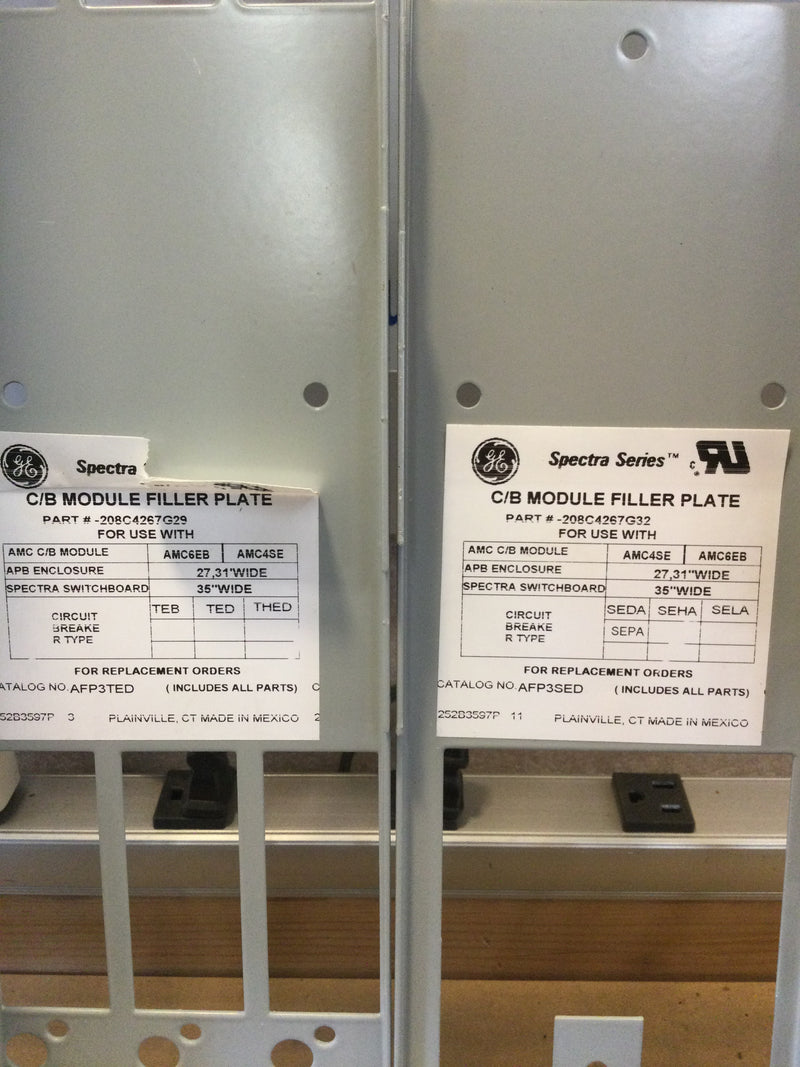 GE Spectra
C/B MODULE FILLER PLATE
PART # -208C4267G29
FOR USE WITH
AMC C/B MODULE AMC6EB AMC4SE
APB ENCLOSURE 27,31"WIDE
SPECTRA SWITCHBOARD 35"WIDE
CIRCUIT BREAKE R TYPE TEB TED THED
FOR REPLACEMENT ORDERS
ATALOG NO. AFP3TED (INCLUDES ALL PARTS) C
52B3597P 3 PLAINVILLE, CT MADE IN MEXICO 2
GE Spectra Series™ c RU
C/B MODULE FILLER PLATE
PART # -208C4267G32
FOR USE WITH
AMC C/B MODULE AMC4SE AMC6EB
APB ENCLOSURE 27,31"WIDE
SPECTRA SWITCHBOARD 35"WIDE
CIRCUIT BREAKE R TYPE SEDA SEHA SELA
SEPA
FOR REPLACEMENT ORDERS
CATALOG NO. AFP3SED (INCLUDES ALL PARTS)
252B3597P 11 PLAINVILLE, CT MADE IN MEXICO